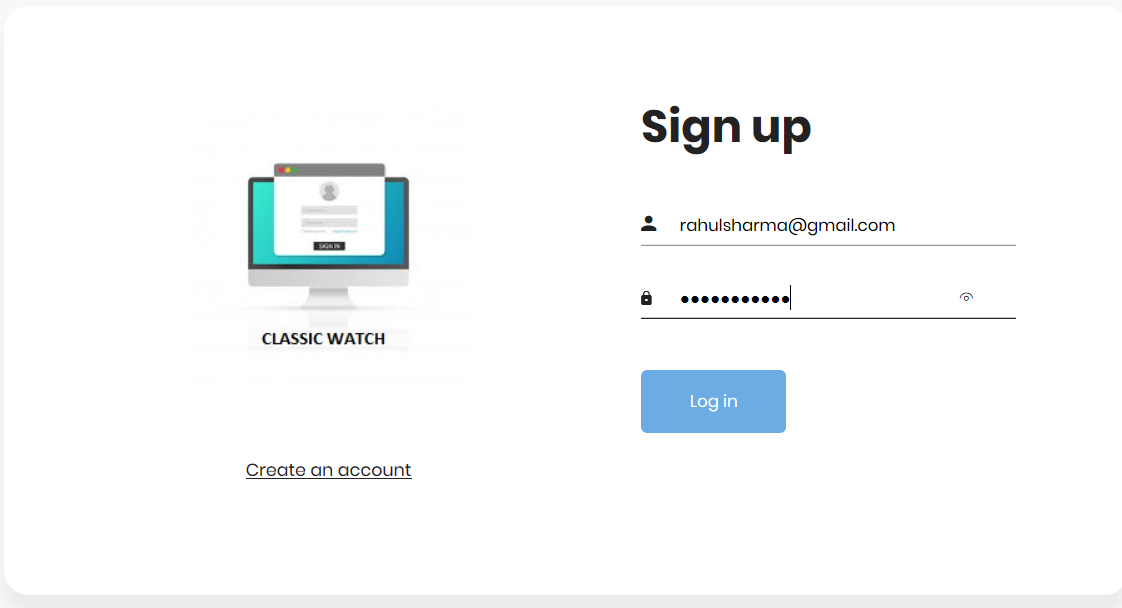 Sign up
rahulsharma@gmail.com
•••••••••••
SIGN IN
CLASSIC WATCH
Log in
Create an account